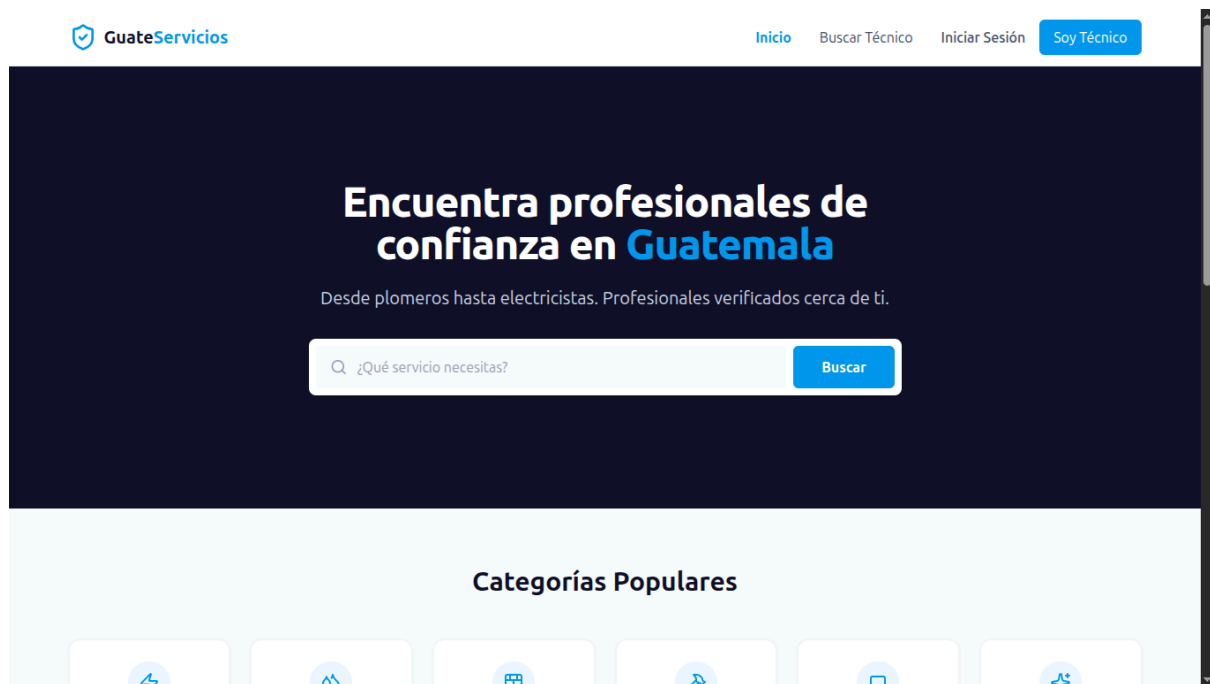 GuateServicios
Inicio Buscar Técnico Iniciar Sesión Soy Técnico
Encuentra profesionales de
confianza en Guatemala
Desde plomeros hasta electricistas. Profesionales verificados cerca de ti.
¿Qué servicio necesitas?
Buscar
Categorías Populares